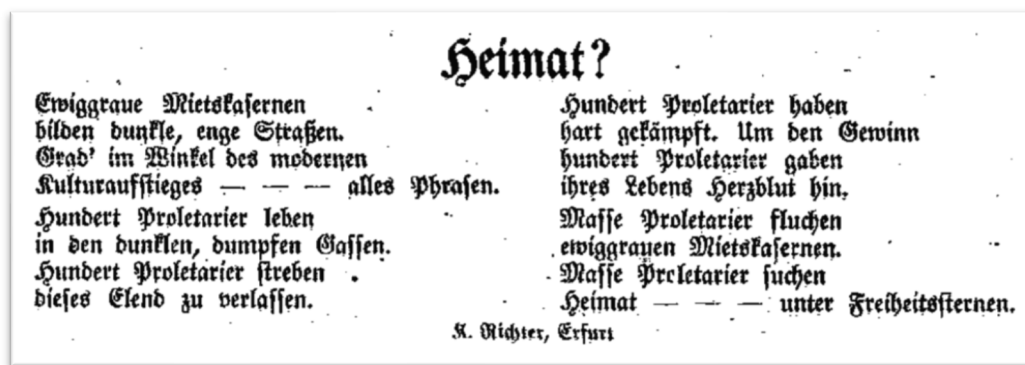 Heimat?
Ewiggraue Mietskasernen
bilden dunkle, enge Straßen.
Grad' im Winkel des modernen
Kulturaufstieges — — — alles Phrasen.
Hundert Proletarier leben
in den dunklen, dumpfen Gassen.
Hundert Proletarier streben
dieses Elend zu verlassen.
Hundert Proletarier haben
hart gekämpft. Um den Gewinn
hundert Proletarier gaben
ihres Lebens Herzblut hin.
Masse Proletarier fluchen
ewiggrauen Mietskasernen.
Masse Proletarier suchen
Heimat — — — unter Freiheitssternen.
K. Richter, Erfurt